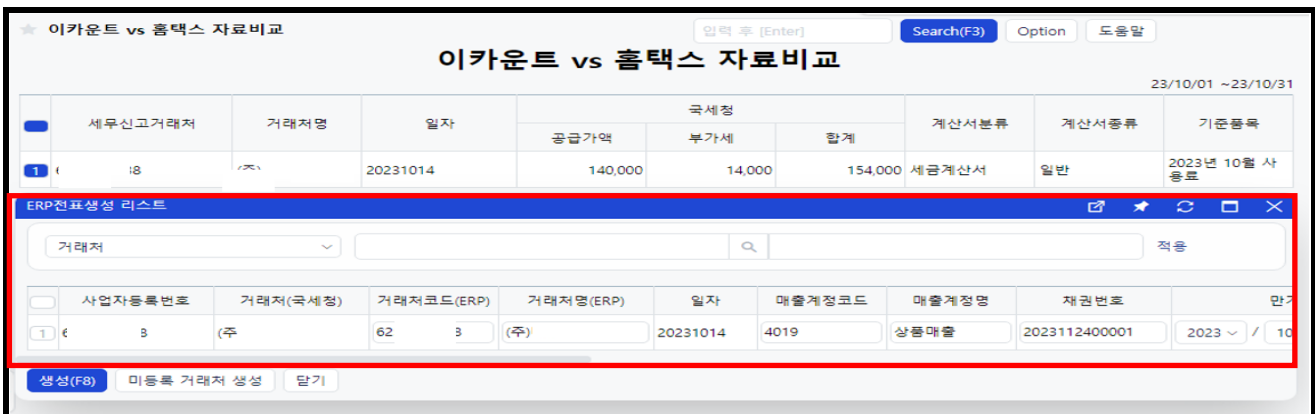 이카운트 vs 홈택스 자료비교 입력 후 [Enter] Search(F3) Option 도움말
이카운트 vs 홈택스 자료비교
23/10/01 ~23/10/31
세무신고거래처 거래처명 일자 국세청 계산서분류 계산서종류 기준품목
공급가액 부가세 합계
1 20231014 140,000 14,000 154,000 세금계산서 일반 2023년 10월 사
용료
ERP전표생성 리스트
거래처 적용
사업자등록번호 거래처(국세청) 거래처코드(ERP) 거래처명(ERP) 일자 매출계정코드 매출계정명 채권번호
1 6 8 (주 62 8 (주) 20231014 4019 상품매출 2023112400001 2023 / 10
생성(F8) 미등록 거래처 생성 닫기